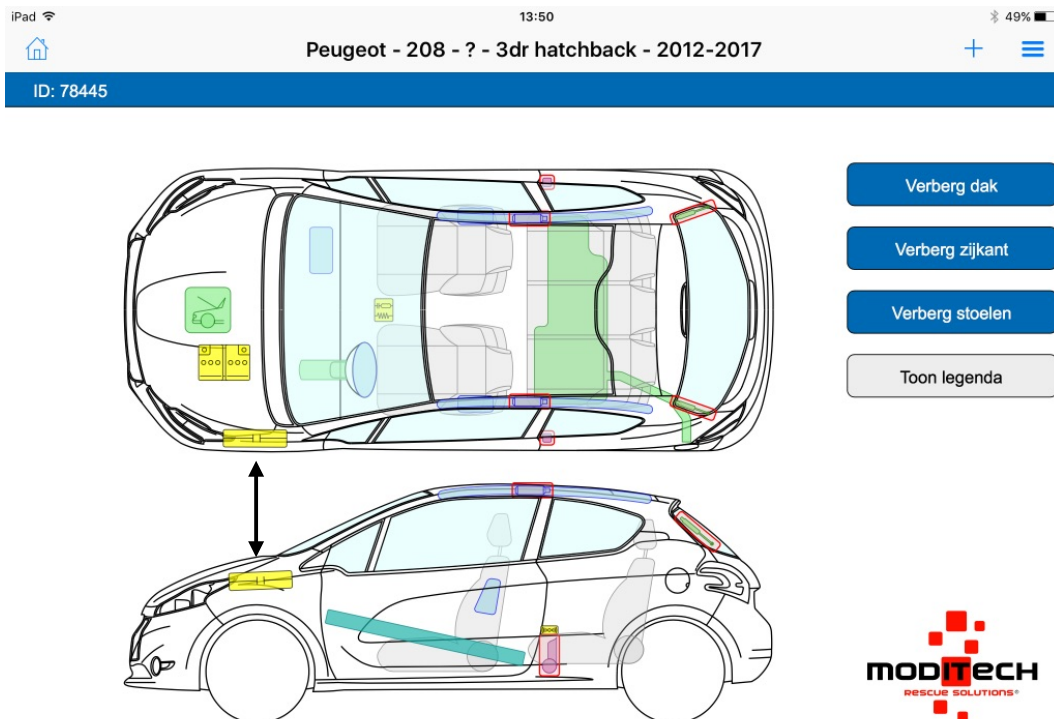 iPad 13:50 49%
Peugeot - 208 - ? - 3dr hatchback - 2012-2017
ID: 78445
Verberg dak
Verberg zijkant
Verberg stoelen
Toon legenda
MODITECH
RESCUE SOLUTIONS®